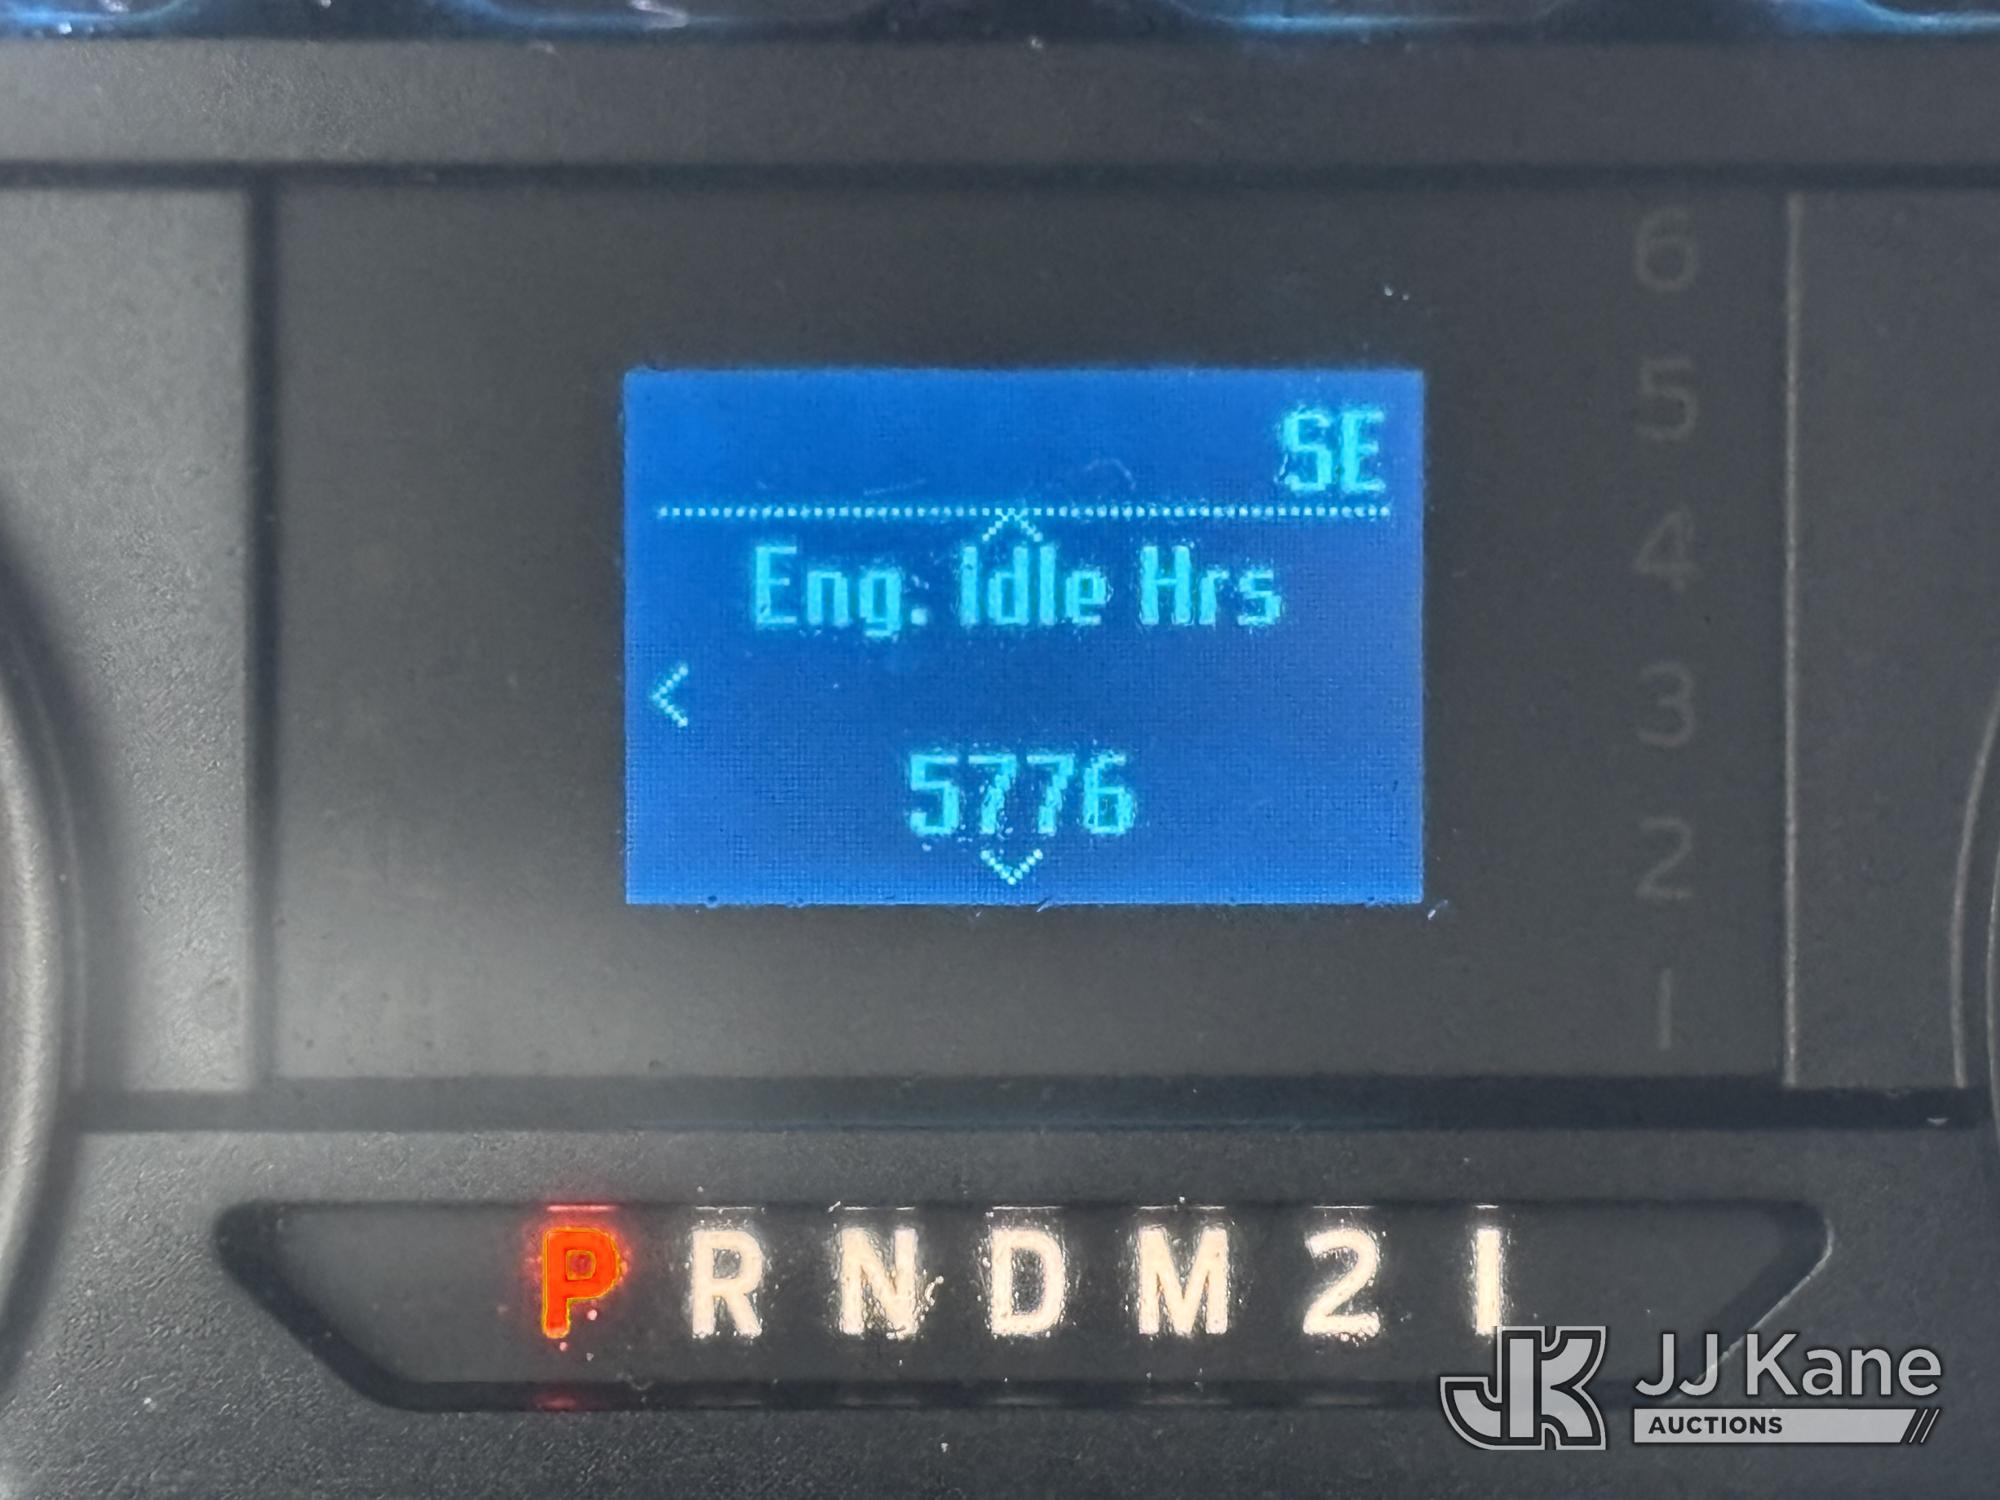 SE
Eng. Idle Hrs
<
5776
6
5
4
3
2
1
P R N D M 2 1
JK JJ Kane
AUCTIONS